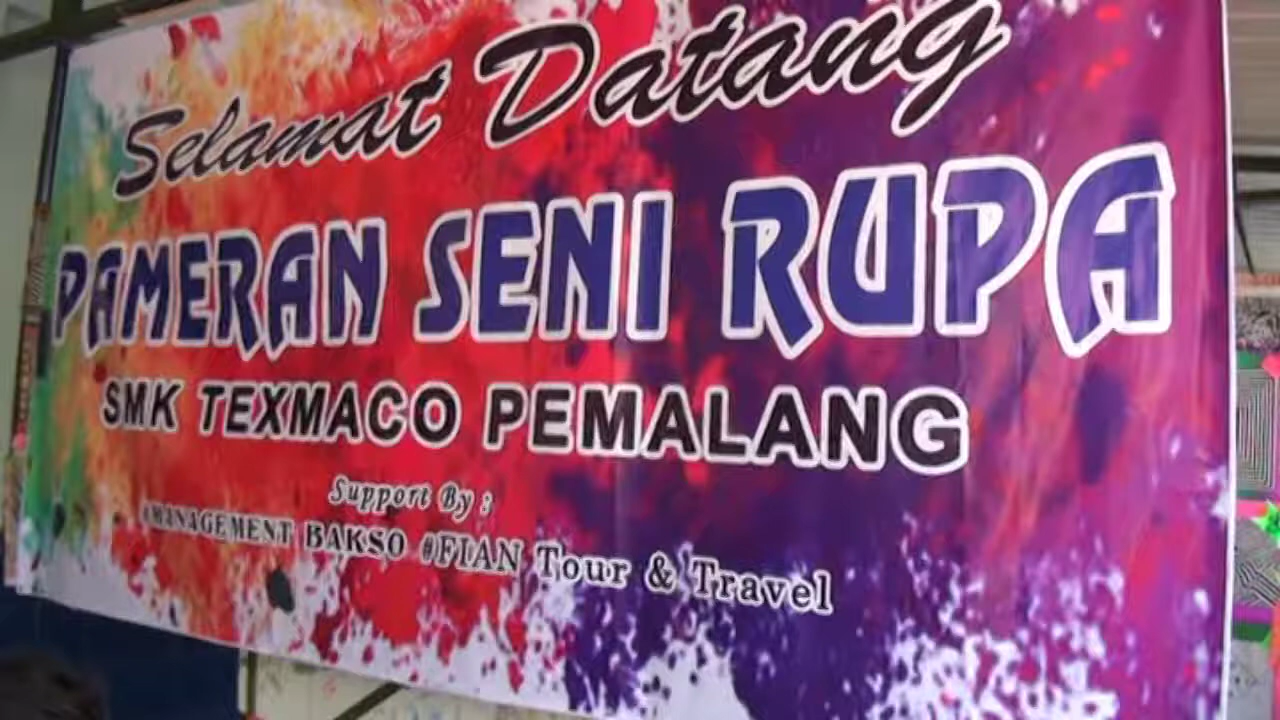 Selamat Datang
PAMERAN SENI RUPA
SMK TEXMACO PEMALANG
Support By :
#MANAGEMENT BAKSO #FIAN Tour & Travel